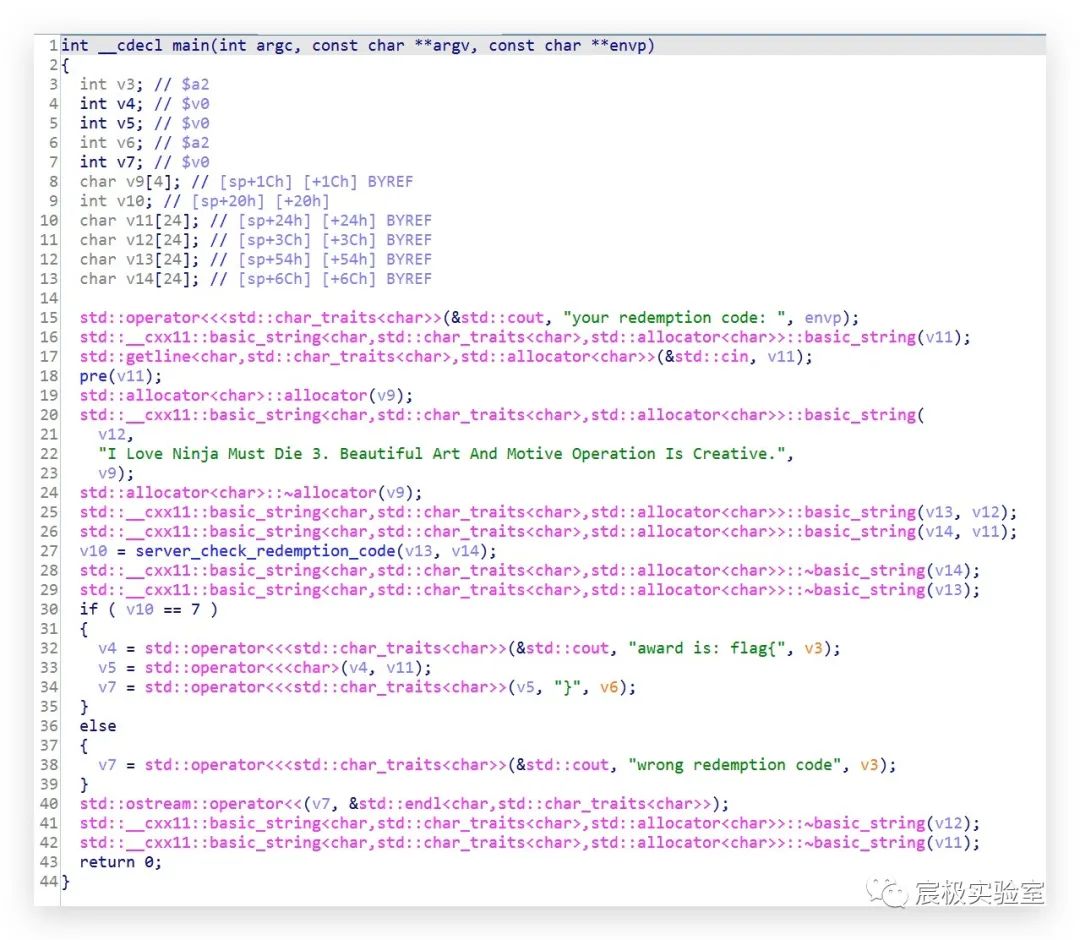 1 int __cdecl main(int argc, const char **argv, const char **envp)
2 {
3   int v3; // $a2
4   int v4; // $v0
5   int v5; // $v0
6   int v6; // $a2
7   int v7; // $v0
8   char v9[4]; // [sp+1Ch] [+1Ch] BYREF
9   int v10; // [sp+20h] [+20h]
10   char v11[24]; // [sp+24h] [+24h] BYREF
11   char v12[24]; // [sp+3Ch] [+3Ch] BYREF
12   char v13[24]; // [sp+54h] [+54h] BYREF
13   char v14[24]; // [sp+6Ch] [+6Ch] BYREF
14
15   std::operator<<<std::char_traits<char>>(&std::cout, "your redemption code: ", envp);
16   std::__cxx11::basic_string<char,std::char_traits<char>,std::allocator<char>>::basic_string(v11);
17   std::getline<char,std::char_traits<char>,std::allocator<char>>(&std::cin, v11);
18   pre(v11);
19   std::allocator<char>::allocator(v9);
20   std::__cxx11::basic_string<char,std::char_traits<char>,std::allocator<char>>::basic_string(
21     v12,
22     "I Love Ninja Must Die 3. Beautiful Art And Motive Operation Is Creative.",
23     v9);
24   std::allocator<char>::~allocator(v9);
25   std::__cxx11::basic_string<char,std::char_traits<char>,std::allocator<char>>::basic_string(v13, v12);
26   std::__cxx11::basic_string<char,std::char_traits<char>,std::allocator<char>>::basic_string(v14, v11);
27   v10 = server_check_redemption_code(v13, v14);
28   std::__cxx11::basic_string<char,std::char_traits<char>,std::allocator<char>>::~basic_string(v14);
29   std::__cxx11::basic_string<char,std::char_traits<char>,std::allocator<char>>::~basic_string(v13);
30   if ( v10 == 7 )
31   {
32     v4 = std::operator<<<std::char_traits<char>>(&std::cout, "award is: flag{", v3);
33     v5 = std::operator<<<char>(v4, v11);
34     v7 = std::operator<<<std::char_traits<char>>(v5, "}", v6);
35   }
36   else
37   {
38     v7 = std::operator<<<std::char_traits<char>>(&std::cout, "wrong redemption code", v3);
39   }
40   std::ostream::operator<<(v7, &std::endl<char,std::char_traits<char>>);
41   std::__cxx11::basic_string<char,std::char_traits<char>,std::allocator<char>>::~basic_string(v12);
42   std::__cxx11::basic_string<char,std::char_traits<char>,std::allocator<char>>::~basic_string(v11);
43   return 0;
44 }
宸极实验室